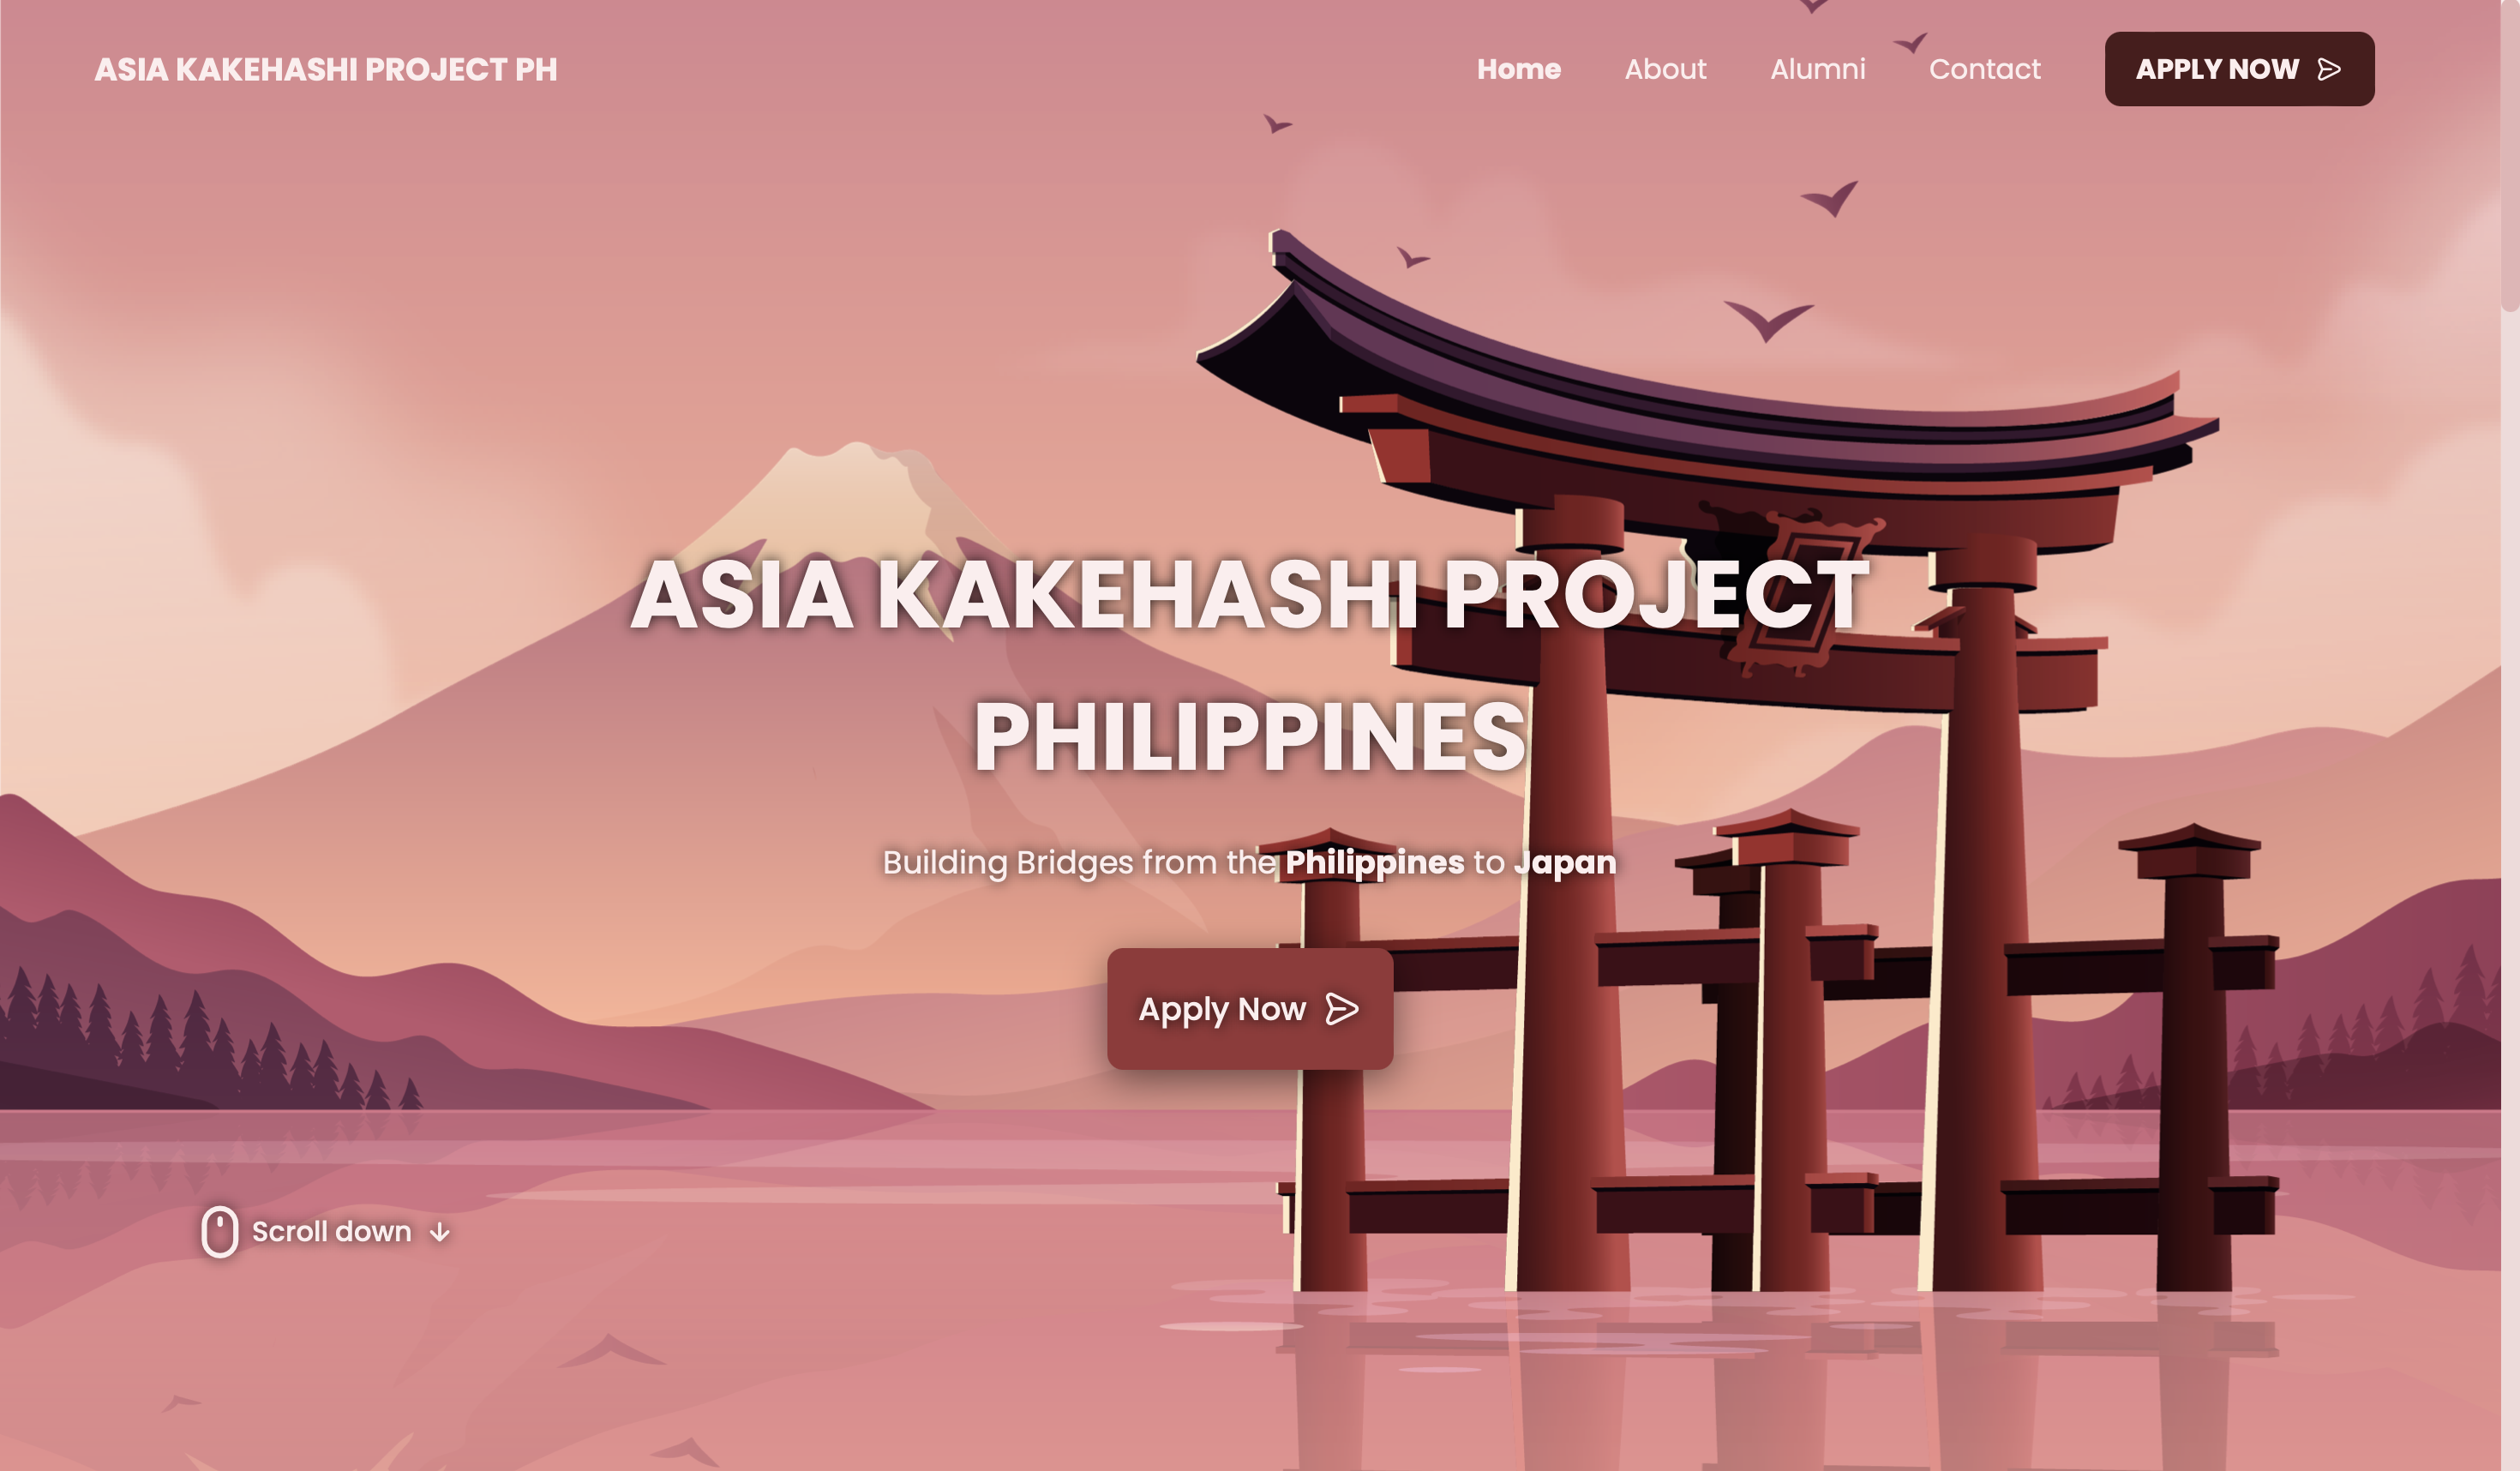 ASIA KAKEHASHI PROJECT PH
Home
About
Alumni
Contact
APPLY NOW
ASIA KAKEHASHI PROJECT
PHILIPPINES
Building Bridges from the Philippines to Japan
Apply Now
Scroll down